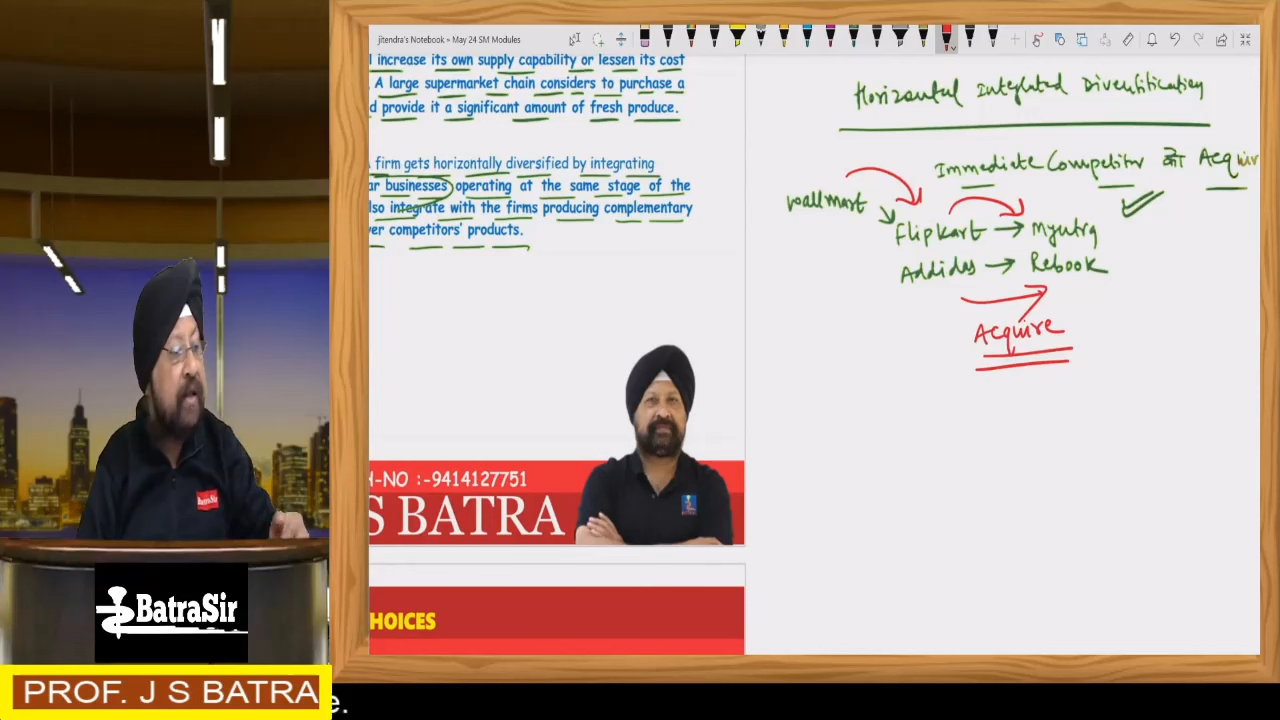 jitendra's Notebook » May 24 SM Modules
l increase its own supply capability or lessen its cost
. A large supermarket chain considers to purchase a
d provide it a significant amount of fresh produce.
firm gets horizontally diversified by integrating
ar businesses operating at the same stage of the
lso integrate with the firms producing complementary
ver competitors' products.
H-NO :-9414127751
S BATRA
HOICES
Horizontal Integrated Diversification
Immediate Competitor Acquir
Wallmart
Flipkart → Myntra
Addidas → Rebook
Acquire
BatraSir
BatraSir
PROF. J S BATRA
e.